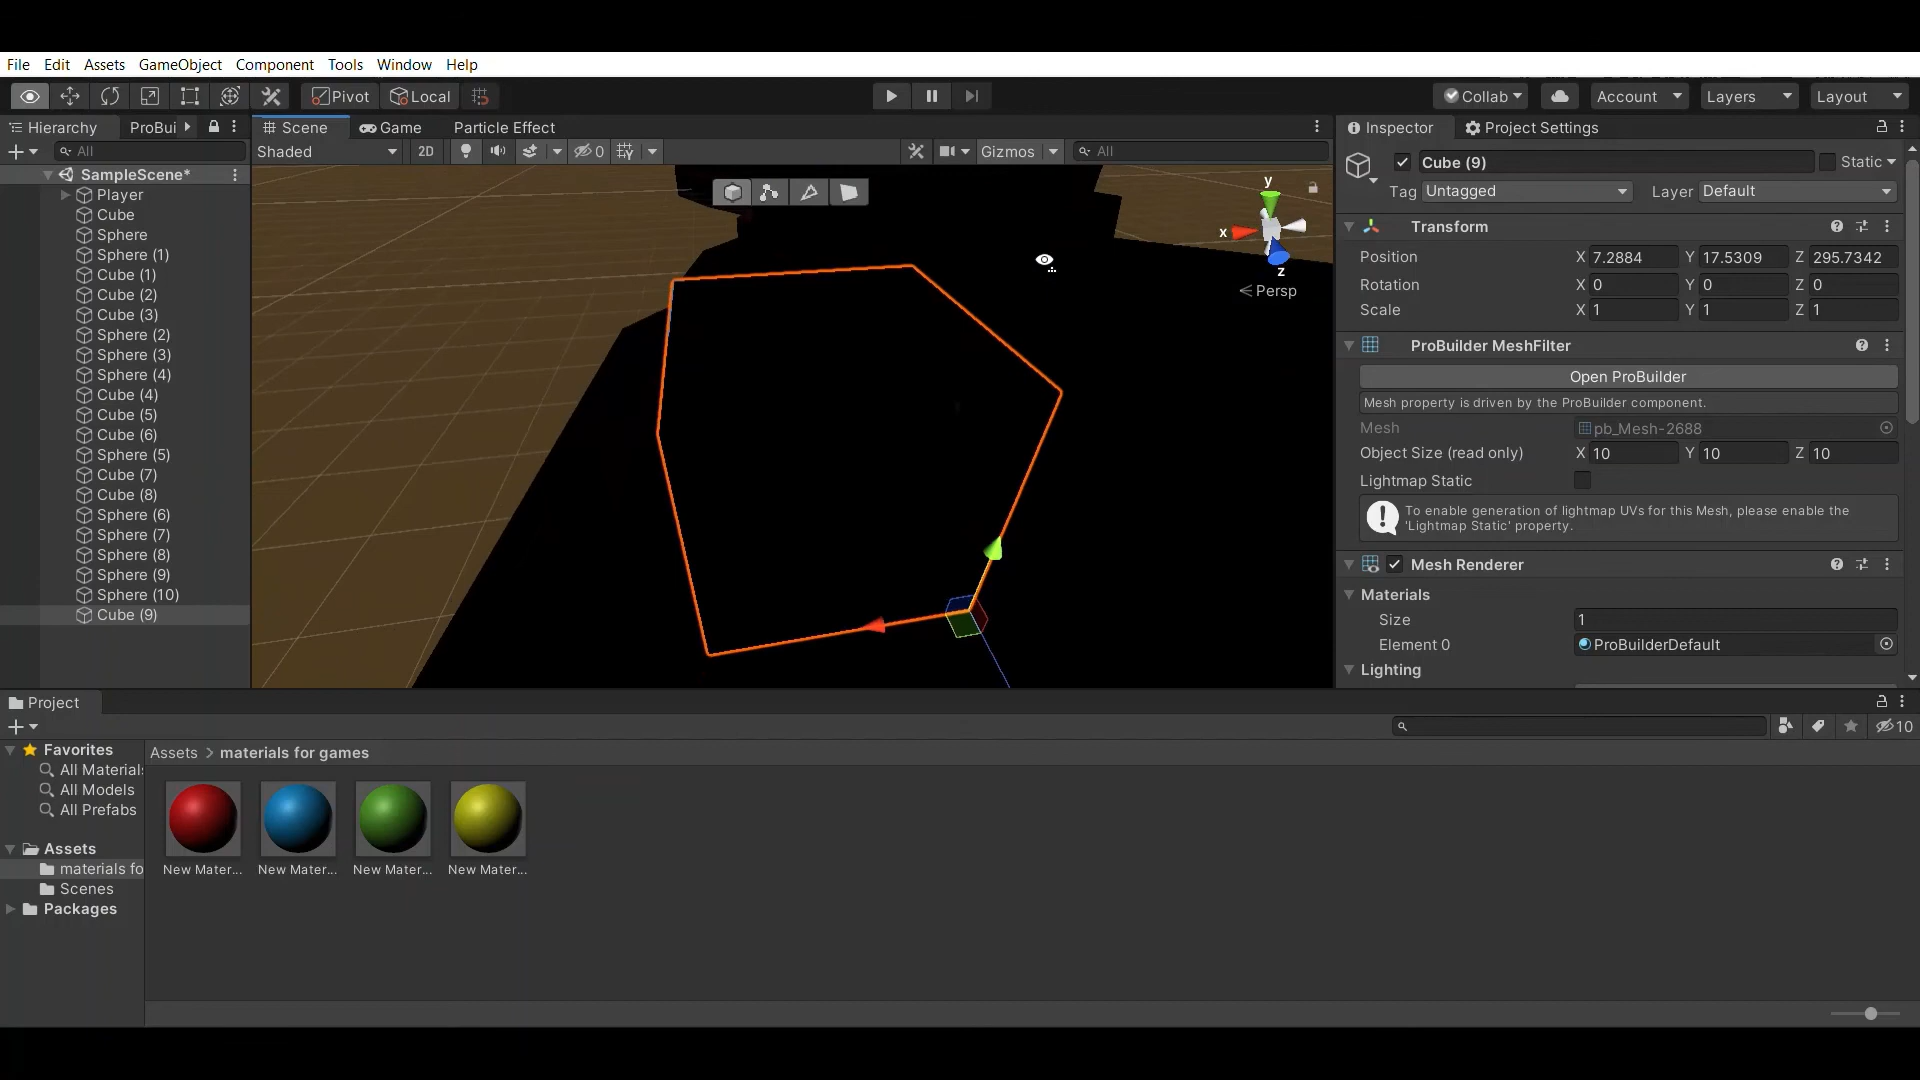 File Edit Assets GameObject Component Tools Window Help
Pivot Local Collab Account Layers Layout
Hierarchy ProBui
All
SampleScene*
Player
Cube
Sphere
Sphere (1)
Cube (1)
Cube (2)
Cube (3)
Sphere (2)
Sphere (3)
Sphere (4)
Cube (4)
Cube (5)
Cube (6)
Sphere (5)
Cube (7)
Cube (8)
Sphere (6)
Sphere (7)
Sphere (8)
Sphere (9)
Sphere (10)
Cube (9)
Scene Game Particle Effect
Shaded 2D 0 Gizmos All
y
x
z
Persp
Inspector Project Settings
Cube (9) Static
Tag Untagged Layer Default
Transform
Position X 7.2884 Y 17.5309 Z 295.7342
Rotation X 0 Y 0 Z 0
Scale X 1 Y 1 Z 1
ProBuilder MeshFilter
Open ProBuilder
Mesh property is driven by the ProBuilder component.
Mesh pb_Mesh-2688
Object Size (read only) X 10 Y 10 Z 10
Lightmap Static
To enable generation of lightmap UVs for this Mesh, please enable the
'Lightmap Static' property.
Mesh Renderer
Materials
Size 1
Element 0 ProBuilderDefault
Lighting
Project
10
Favorites
All Materials
All Models
All Prefabs
Assets
materials fo
Scenes
Packages
Assets > materials for games
New Mater... New Mater... New Mater... New Mater...